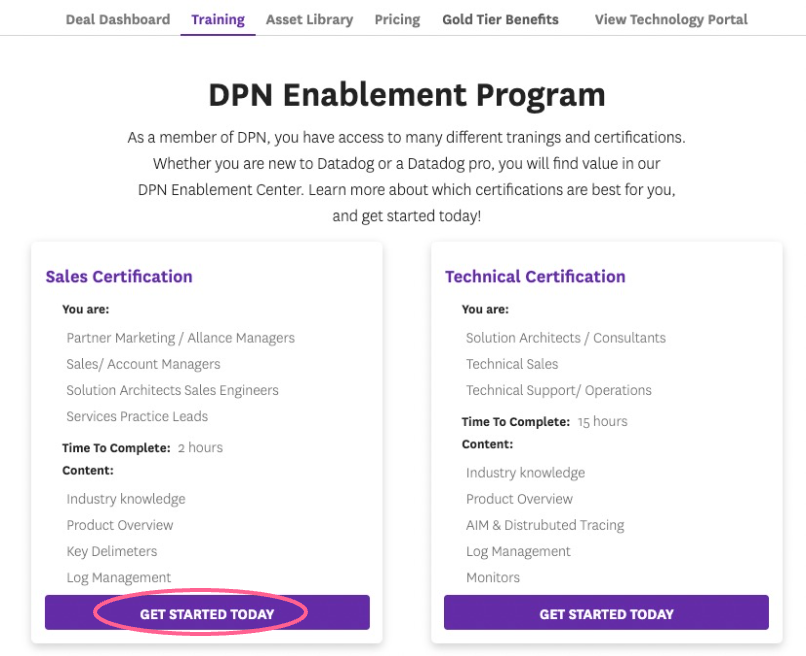 Deal Dashboard Training Asset Library Pricing Gold Tier Benefits View Technology Portal
DPN Enablement Program
As a member of DPN, you have access to many different tranings and certifications.
Whether you are new to Datadog or a Datadog pro, you will find value in our
DPN Enablement Center. Learn more about which certifications are best for you,
and get started today!
Sales Certification
You are:
Partner Marketing / Allance Managers
Sales/ Account Managers
Solution Architects Sales Engineers
Services Practice Leads
Time To Complete: 2 hours
Content:
Industry knowledge
Product Overview
Key Delimeters
Log Management
GET STARTED TODAY
Technical Certification
You are:
Solution Architects / Consultants
Technical Sales
Technical Support/ Operations
Time To Complete: 15 hours
Content:
Industry knowledge
Product Overview
AIM & Distrubuted Tracing
Log Management
Monitors
GET STARTED TODAY